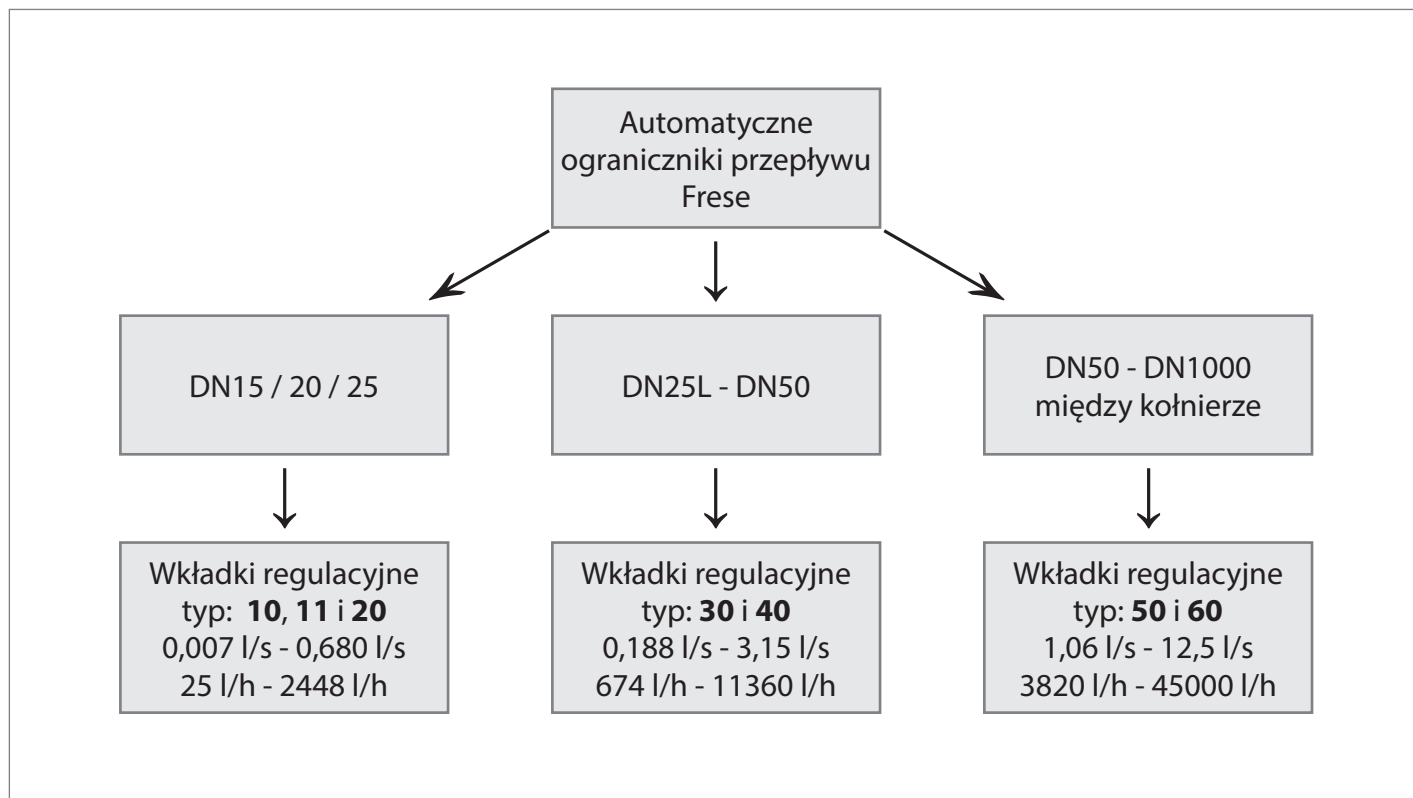 Automatyczne
ograniczniki przepływu
Frese
DN15 / 20 / 25
DN25L - DN50
DN50 - DN1000
między kołnierze
Wkładki regulacyjne
typ: 10, 11 i 20
0,007 l/s - 0,680 l/s
25 l/h - 2448 l/h
Wkładki regulacyjne
typ: 30 i 40
0,188 l/s - 3,15 l/s
674 l/h - 11360 l/h
Wkładki regulacyjne
typ: 50 i 60
1,06 l/s - 12,5 l/s
3820 l/h - 45000 l/h